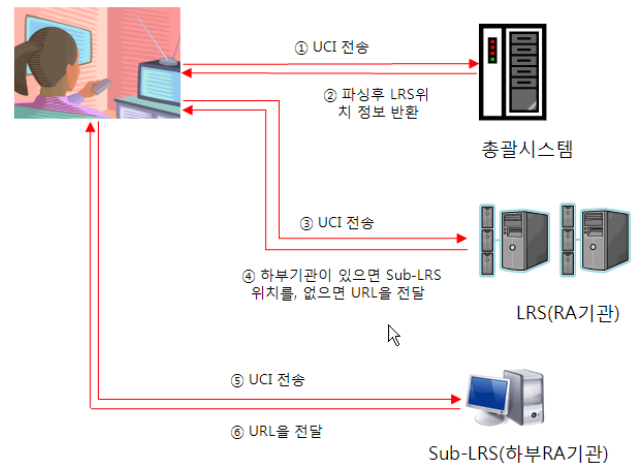 ① UCI 전송
② 파싱후 LRS위
치 정보 반환
총괄시스템
③ UCI 전송
④ 하부기관이 있으면 Sub-LRS
위치를, 없으면 URL을 전달
LRS(RA기관)
⑤ UCI 전송
⑥ URL을 전달
Sub-LRS(하부RA기관)